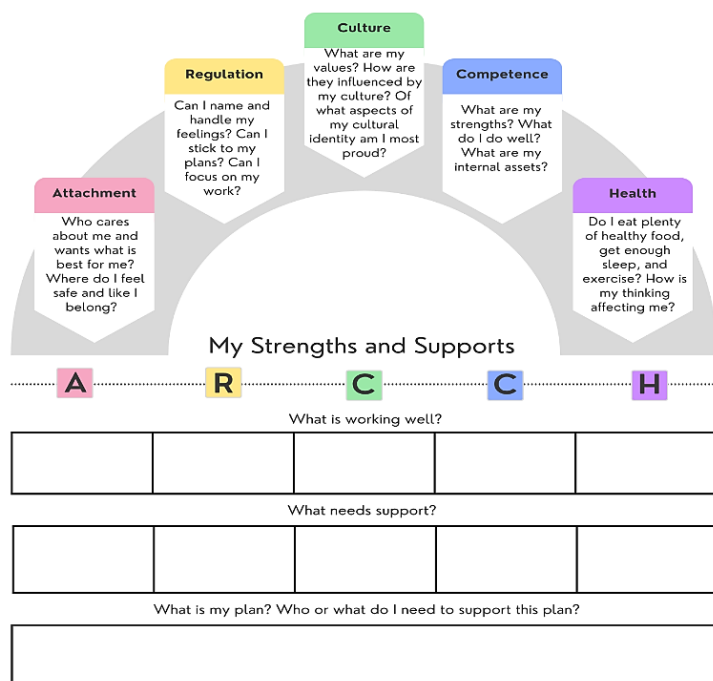 Culture
What are my
values? How are
they influenced by
my culture? Of
what aspects of
my cultural
identity am I most
proud?
Regulation
Can I name and
handle my
feelings? Can I
stick to my
plans? Can I
focus on my
work?
Competence
What are my
strengths? What
do I do well?
What are my
internal assets?
Attachment
Who cares
about me and
wants what is
best for me?
Where do I feel
safe and like I
belong?
Health
Do I eat plenty
of healthy food,
get enough
sleep, and
exercise? How is
my thinking
affecting me?
My Strengths and Supports
A R C C H
What is working well?
What needs support?
What is my plan? Who or what do I need to support this plan?